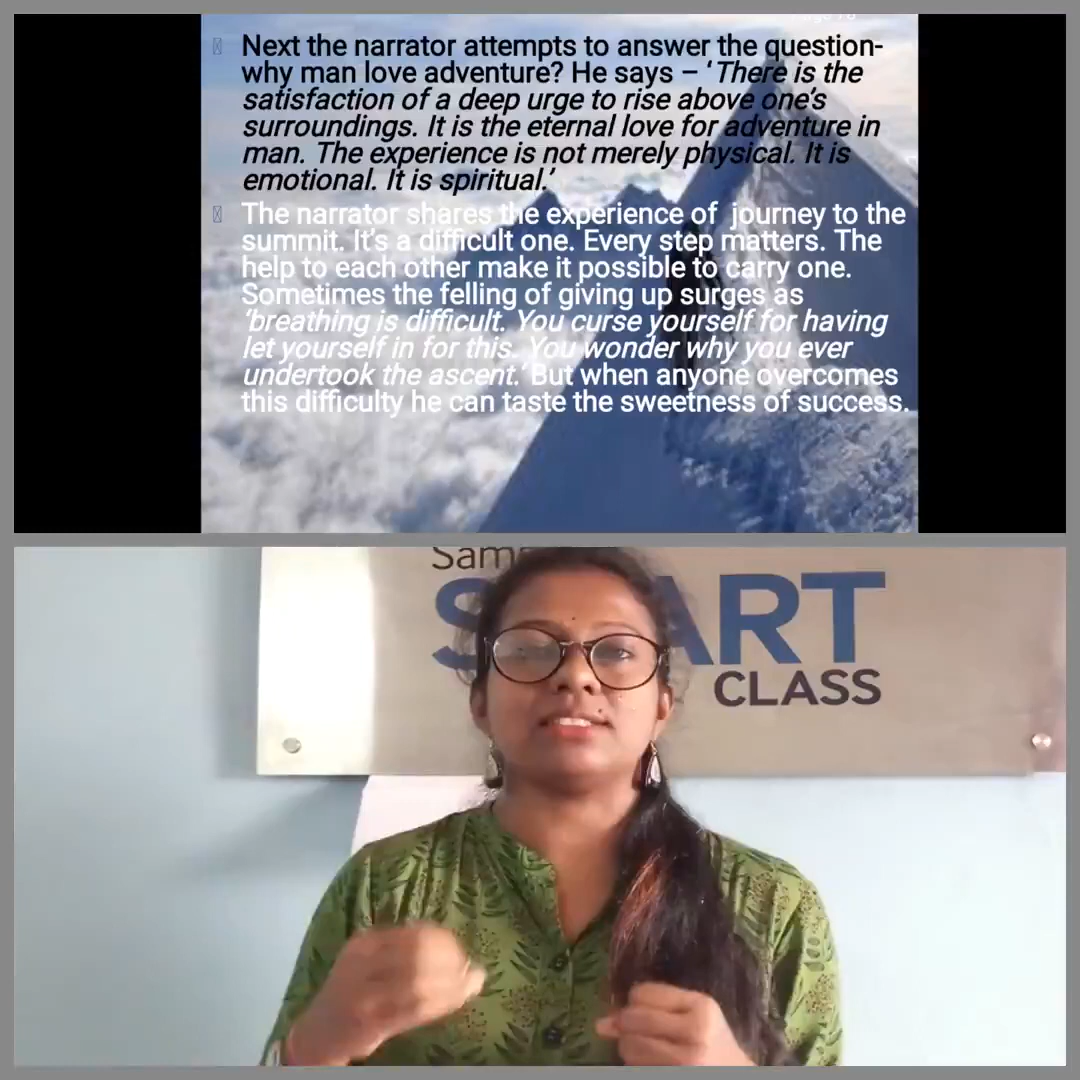 Next the narrator attempts to answer the question-
why man love adventure? He says – ‘There is the
satisfaction of a deep urge to rise above one’s
surroundings. It is the eternal love for adventure in
man. The experience is not merely physical. It is
emotional. It is spiritual.’
The narrator shares the experience of journey to the
summit. It’s a difficult one. Every step matters. The
help to each other make it possible to carry one.
Sometimes the felling of giving up surges as
‘breathing is difficult. You curse yourself for having
let yourself in for this. You wonder why you ever
undertook the ascent.’ But when anyone overcomes
this difficulty he can taste the sweetness of success.
CLASS